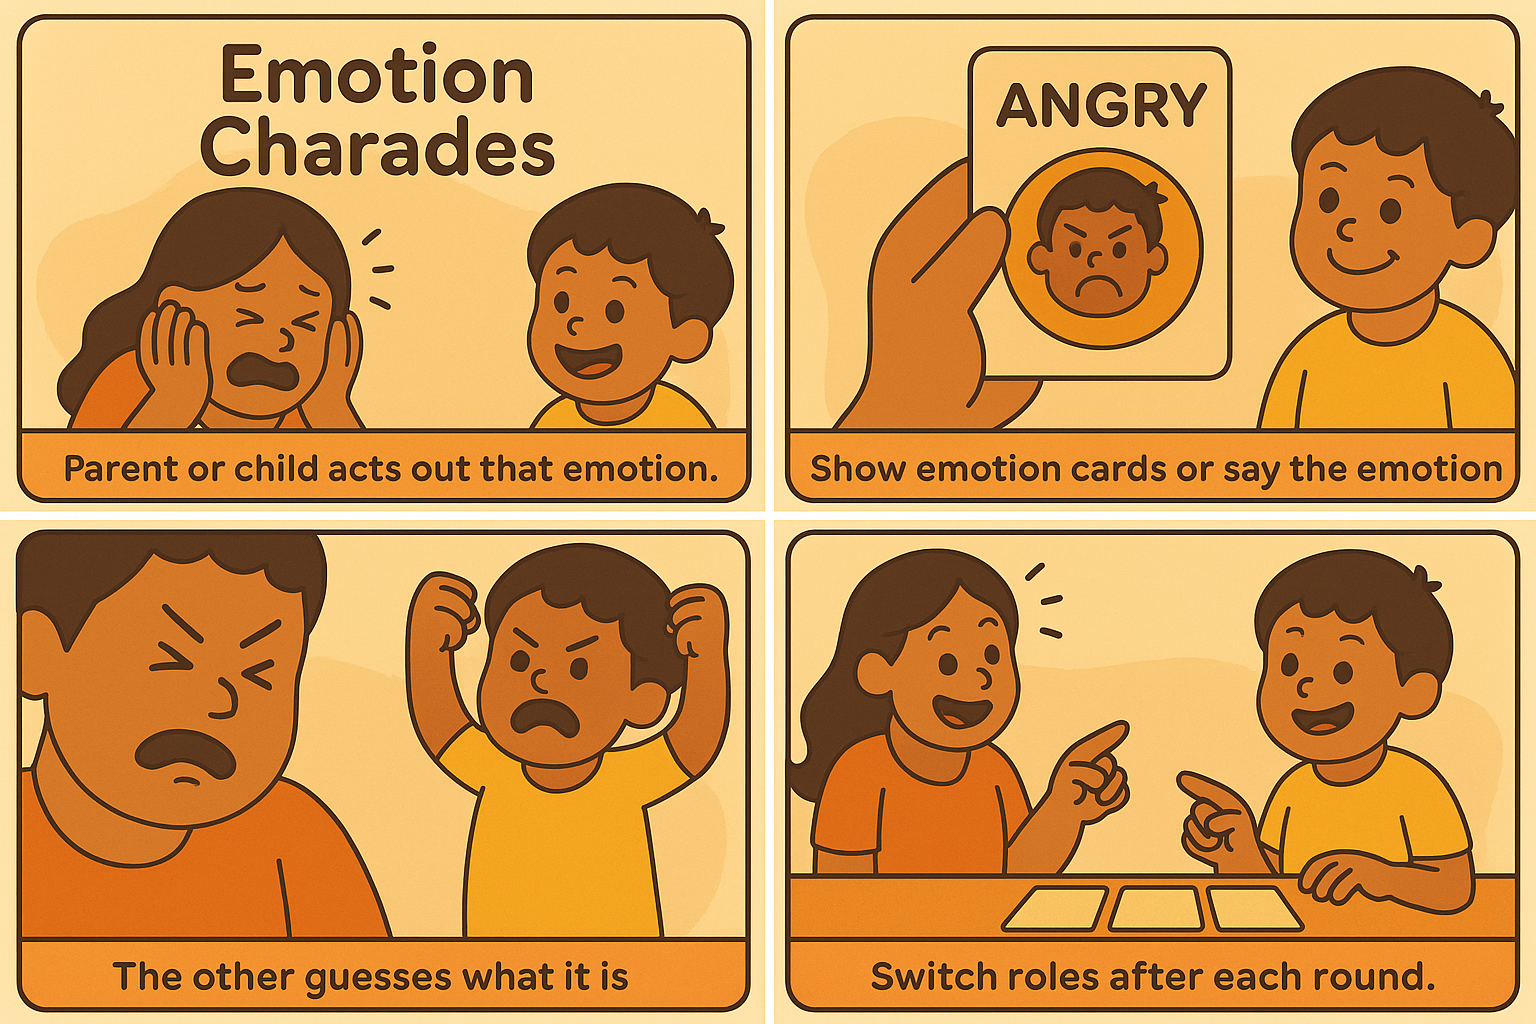 Emotion
Charades
Parent or child acts out that emotion.
ANGRY
Show emotion cards or say the emotion
The other guesses what it is
Switch roles after each round.